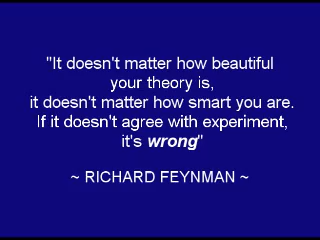 "It doesn't matter how beautiful
your theory is,
it doesn't matter how smart you are.
If it doesn't agree with experiment,
it's wrong"
~ RICHARD FEYNMAN ~